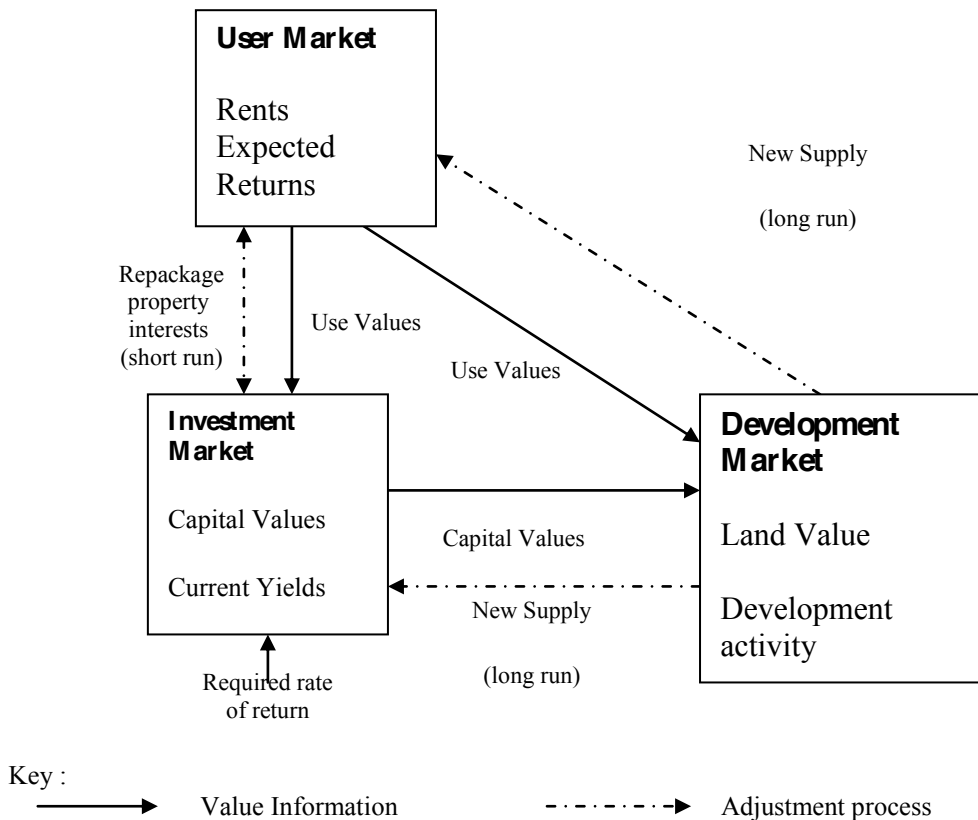 User Market
Rents
Expected
Returns
New Supply
(long run)
Repackage
property
interests
(short run)
Use Values
Use Values
Investment
Market
Capital Values
Current Yields
Development
Market
Land Value
Development
activity
Capital Values
New Supply
(long run)
Required rate
of return
Key :
Value Information
Adjustment process